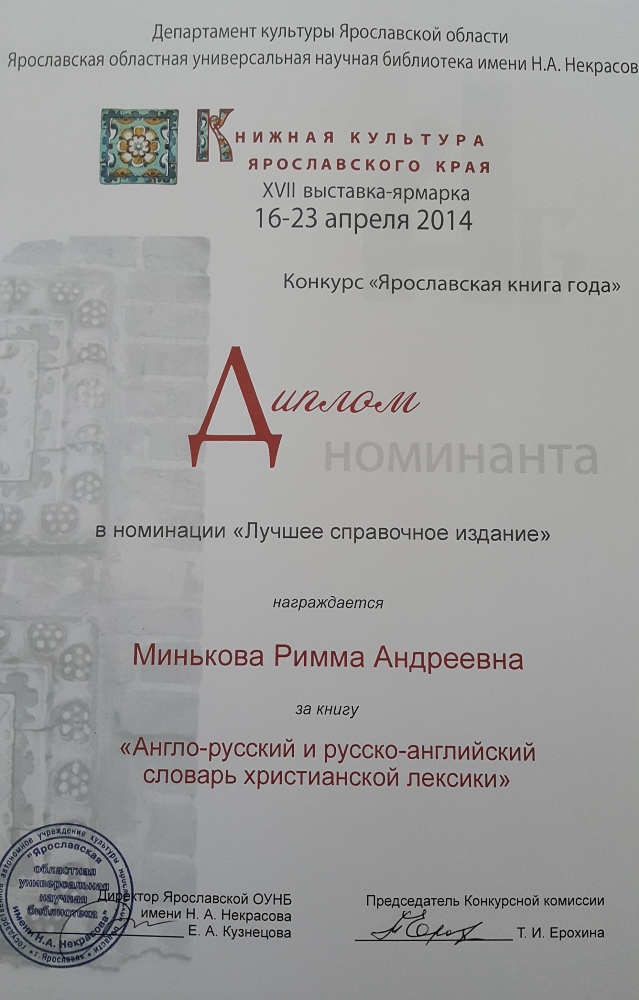 Департамент культуры Ярославской области
Ярославская областная универсальная научная библиотека имени Н.А. Некрасов
Книжная культура
Ярославского края
XVII выставка-ярмарка
16-23 апреля 2014
Конкурс «Ярославская книга года»
Диплом
номинанта
в номинации «Лучшее справочное издание»
награждается
Минькова Римма Андреевна
за книгу
«Англо-русский и русско-английский
словарь христианской лексики»
государственное автономное учреждение культуры Ярославской области
г. Ярославль
"Ярославская
областная
универсальная
научная
библиотека
имени Н.А. Некрасова"
Директор Ярославской ОУНБ
имени Н. А. Некрасова
Е. А. Кузнецова
Председатель Конкурсной комиссии
Т. И. Ерохина